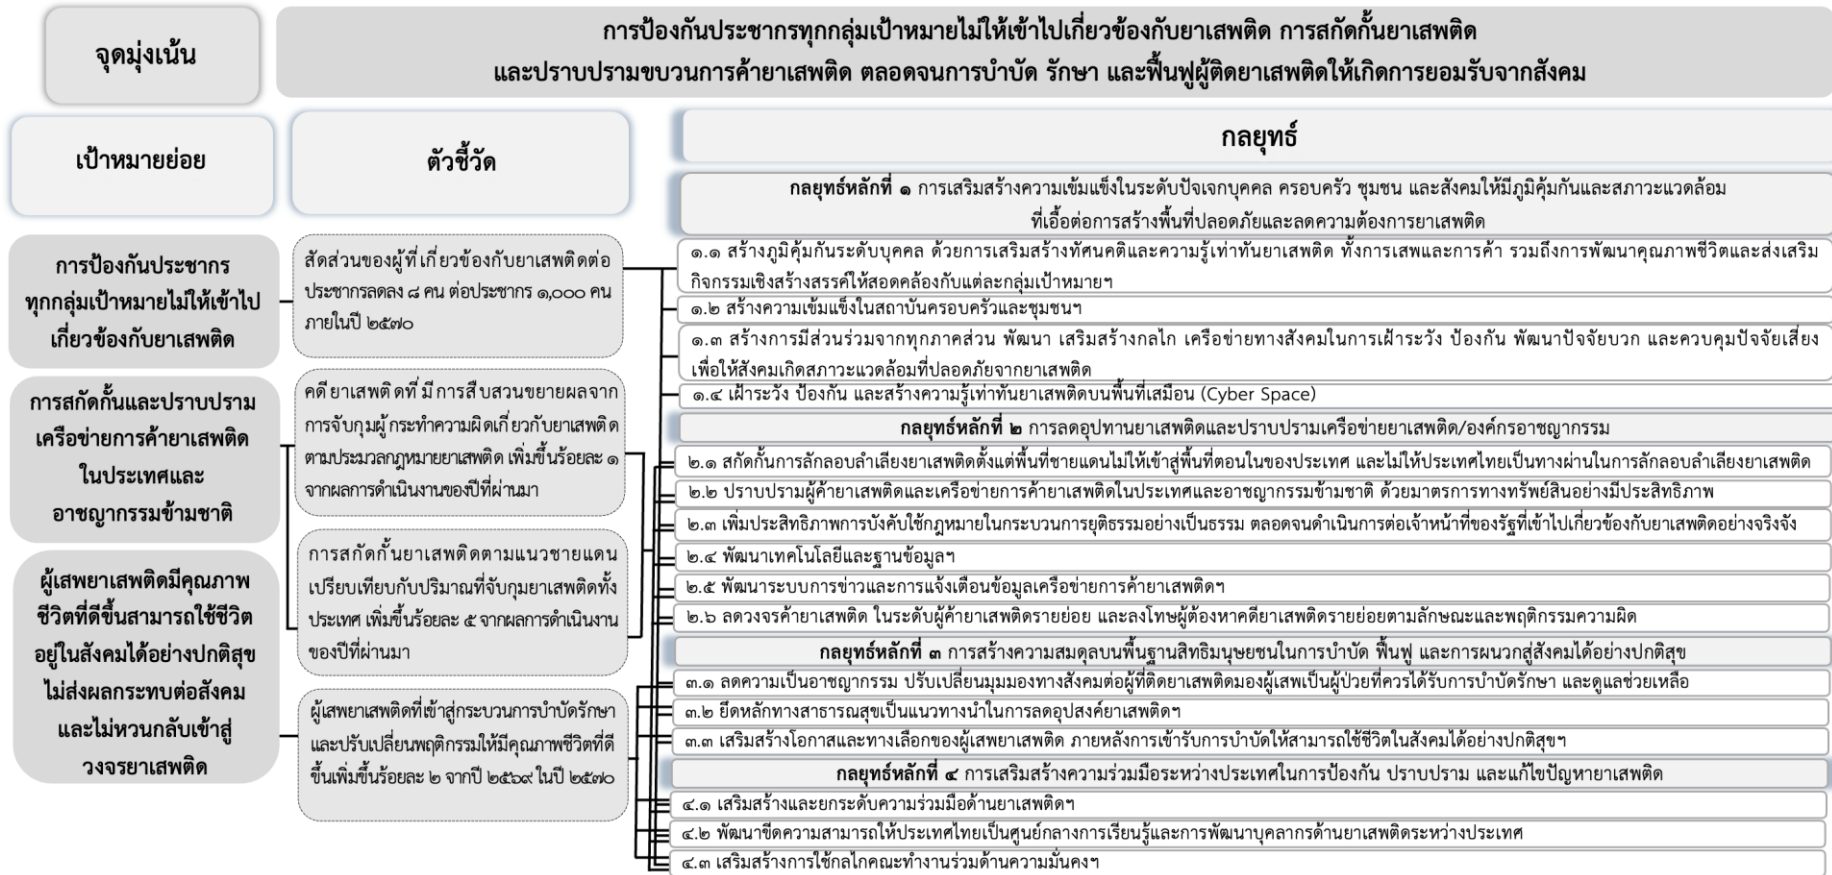 จุดมุ่งเน้น
การป้องกันประชากรทุกกลุ่มเป้าหมายไม่ให้เข้าไปเกี่ยวข้องกับยาเสพติด การสกัดกั้นยาเสพติด
และปราบปรามขบวนการค้ายาเสพติด ตลอดจนการบำบัด รักษา และฟื้นฟูผู้ติดยาเสพติดให้เกิดการยอมรับจากสังคม
เป้าหมายย่อย
ตัวชี้วัด
กลยุทธ์
การป้องกันประชากร
ทุกกลุ่มเป้าหมายไม่ให้เข้าไป
เกี่ยวข้องกับยาเสพติด
การสกัดกั้นและปราบปราม
เครือข่ายการค้ายาเสพติด
ในประเทศและ
อาชญากรรมข้ามชาติ
ผู้เสพยาเสพติดมีคุณภาพ
ชีวิตที่ดีขึ้นสามารถใช้ชีวิต
อยู่ในสังคมได้อย่างปกติสุข
ไม่ส่งผลกระทบต่อสังคม
และไม่หวนกลับเข้าสู่
วงจรยาเสพติด
สัดส่วนของผู้ที่เกี่ยวข้องกับยาเสพติดต่อ
ประชากรลดลง ๘ คน ต่อประชากร ๑,๐๐๐ คน
ภายในปี ๒๕๗๐
คดียาเสพติดที่มีการสืบสวนขยายผลจาก
การจับกุมผู้กระทำความผิดเกี่ยวกับยาเสพติด
ตามประมวลกฎหมายยาเสพติด เพิ่มขึ้นร้อยละ ๑
จากผลการดำเนินงานของปีที่ผ่านมา
การสกัดกั้นยาเสพติดตามแนวชายแดน
เปรียบเทียบกับปริมาณที่จับกุมยาเสพติดทั้ง
ประเทศ เพิ่มขึ้นร้อยละ ๕ จากผลการดำเนินงาน
ของปีที่ผ่านมา
ผู้เสพยาเสพติดที่เข้าสู่กระบวนการบำบัดรักษา
และปรับเปลี่ยนพฤติกรรมให้มีคุณภาพชีวิตที่ดี
ขึ้นเพิ่มขึ้นร้อยละ ๒ จากปี ๒๕๖๙ ในปี ๒๕๗๐
กลยุทธ์หลักที่ ๑ การเสริมสร้างความเข้มแข็งในระดับปัจเจกบุคคล ครอบครัว ชุมชน และสังคมให้มีภูมิคุ้มกันและสภาวะแวดล้อม
ที่เอื้อต่อการสร้างพื้นที่ปลอดภัยและลดความต้องการยาเสพติด
๑.๑ สร้างภูมิคุ้มกันระดับบุคคล ด้วยการเสริมสร้างทัศนคติและความรู้เท่าทันยาเสพติด ทั้งการเสพและการค้า รวมถึงการพัฒนาคุณภาพชีวิตและส่งเสริม
กิจกรรมเชิงสร้างสรรค์ให้สอดคล้องกับแต่ละกลุ่มเป้าหมายฯ
๑.๒ สร้างความเข้มแข็งในสถาบันครอบครัวและชุมชนฯ
๑.๓ สร้างการมีส่วนร่วมจากทุกภาคส่วน พัฒนา เสริมสร้างกลไก เครือข่ายทางสังคมในการเฝ้าระวัง ป้องกัน พัฒนาปัจจัยบวก และควบคุมปัจจัยเสี่ยง
เพื่อให้สังคมเกิดสภาวะแวดล้อมที่ปลอดภัยจากยาเสพติด
๑.๔ เฝ้าระวัง ป้องกัน และสร้างความรู้เท่าทันยาเสพติดบนพื้นที่เสมือน (Cyber Space)
กลยุทธ์หลักที่ ๒ การลดอุปทานยาเสพติดและปราบปรามเครือข่ายยาเสพติด/องค์กรอาชญากรรม
๒.๑ สกัดกั้นการลักลอบลำเลียงยาเสพติดตั้งแต่พื้นที่ชายแดนไม่ให้เข้าสู่พื้นที่ตอนในของประเทศ และไม่ให้ประเทศไทยเป็นทางผ่านในการลักลอบลำเลียงยาเสพติด
๒.๒ ปราบปรามผู้ค้ายาเสพติดและเครือข่ายการค้ายาเสพติดในประเทศและอาชญากรรมข้ามชาติ ด้วยมาตรการทางทรัพย์สินอย่างมีประสิทธิภาพ
๒.๓ เพิ่มประสิทธิภาพการบังคับใช้กฎหมายในกระบวนการยุติธรรมอย่างเป็นธรรม ตลอดจนดำเนินการต่อเจ้าหน้าที่ของรัฐที่เข้าไปเกี่ยวข้องกับยาเสพติดอย่างจริงจัง
๒.๔ พัฒนาเทคโนโลยีและฐานข้อมูลฯ
๒.๕ พัฒนาระบบการข่าวและการแจ้งเตือนข้อมูลเครือข่ายการค้ายาเสพติดฯ
๒.๖ ลดวงจรค้ายาเสพติด ในระดับผู้ค้ายาเสพติดรายย่อย และลงโทษผู้ต้องหาคดียาเสพติดรายย่อยตามลักษณะและพฤติกรรมความผิด
กลยุทธ์หลักที่ ๓ การสร้างความสมดุลบนพื้นฐานสิทธิมนุษยชนในการบำบัด ฟื้นฟู และการผนวกสู่สังคมได้อย่างปกติสุข
๓.๑ ลดความเป็นอาชญากรรม ปรับเปลี่ยนมุมมองทางสังคมต่อผู้ที่ติดยาเสพติดมองผู้เสพเป็นผู้ป่วยที่ควรได้รับการบำบัดรักษา และดูแลช่วยเหลือ
๓.๒ ยึดหลักทางสาธารณสุขเป็นแนวทางนำในการลดอุปสงค์ยาเสพติดฯ
๓.๓ เสริมสร้างโอกาสและทางเลือกของผู้เสพยาเสพติด ภายหลังการเข้ารับการบำบัดให้สามารถใช้ชีวิตในสังคมได้อย่างปกติสุขฯ
กลยุทธ์หลักที่ ๔ การเสริมสร้างความร่วมมือระหว่างประเทศในการป้องกัน ปราบปราม และแก้ไขปัญหายาเสพติด
๔.๑ เสริมสร้างและยกระดับความร่วมมือด้านยาเสพติดฯ
๔.๒ พัฒนาขีดความสามารถให้ประเทศไทยเป็นศูนย์กลางการเรียนรู้และการพัฒนาบุคลากรด้านยาเสพติดระหว่างประเทศ
๔.๓ เสริมสร้างการใช้กลไกคณะทำงานร่วมด้านความมั่นคงฯ